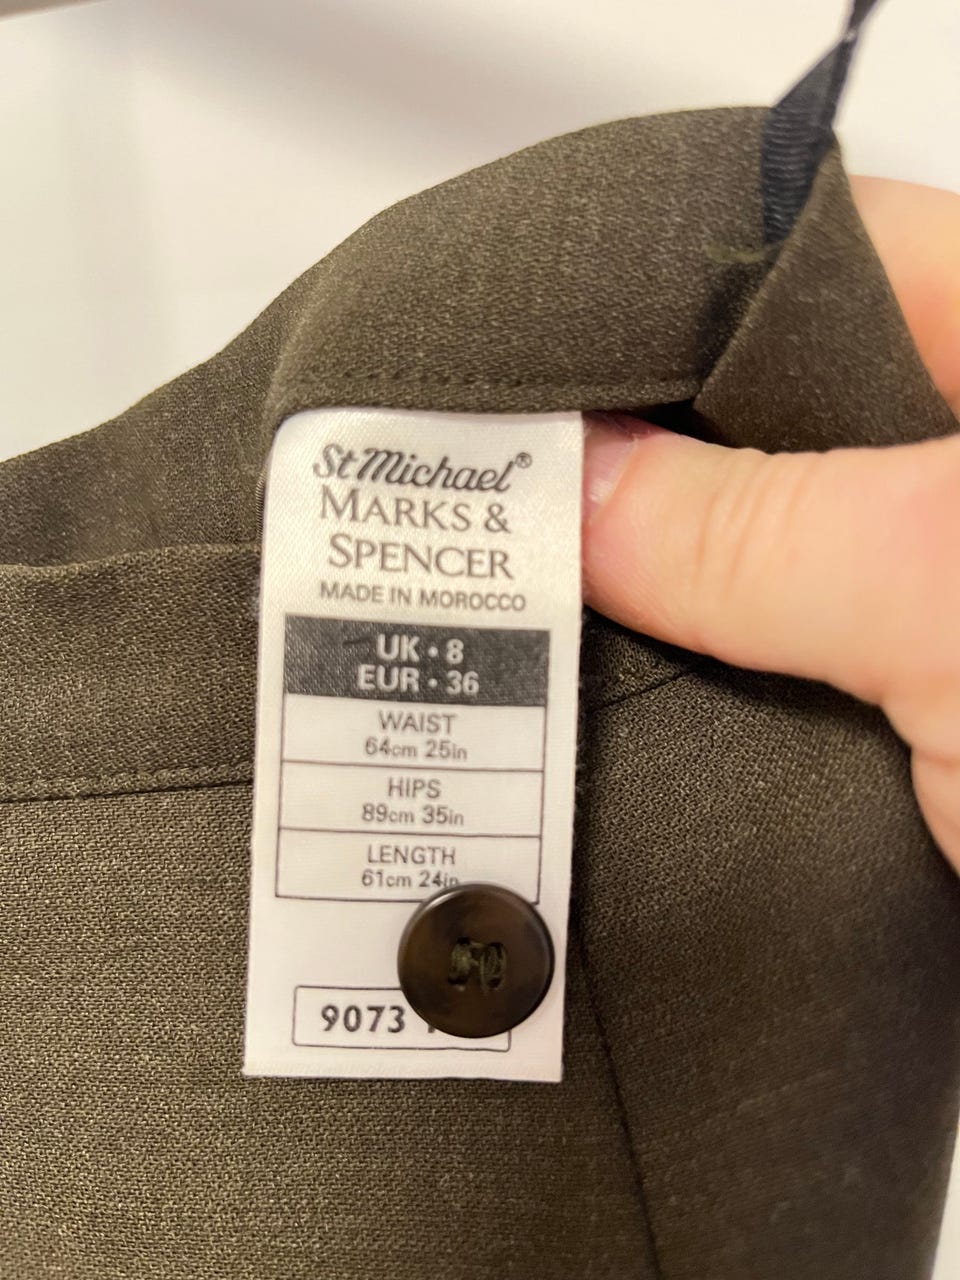 St Michael®
MARKS &
SPENCER
MADE IN MOROCCO
UK • 8
EUR • 36
WAIST
64cm 25in
HIPS
89cm 35in
LENGTH
61cm 24in
9073